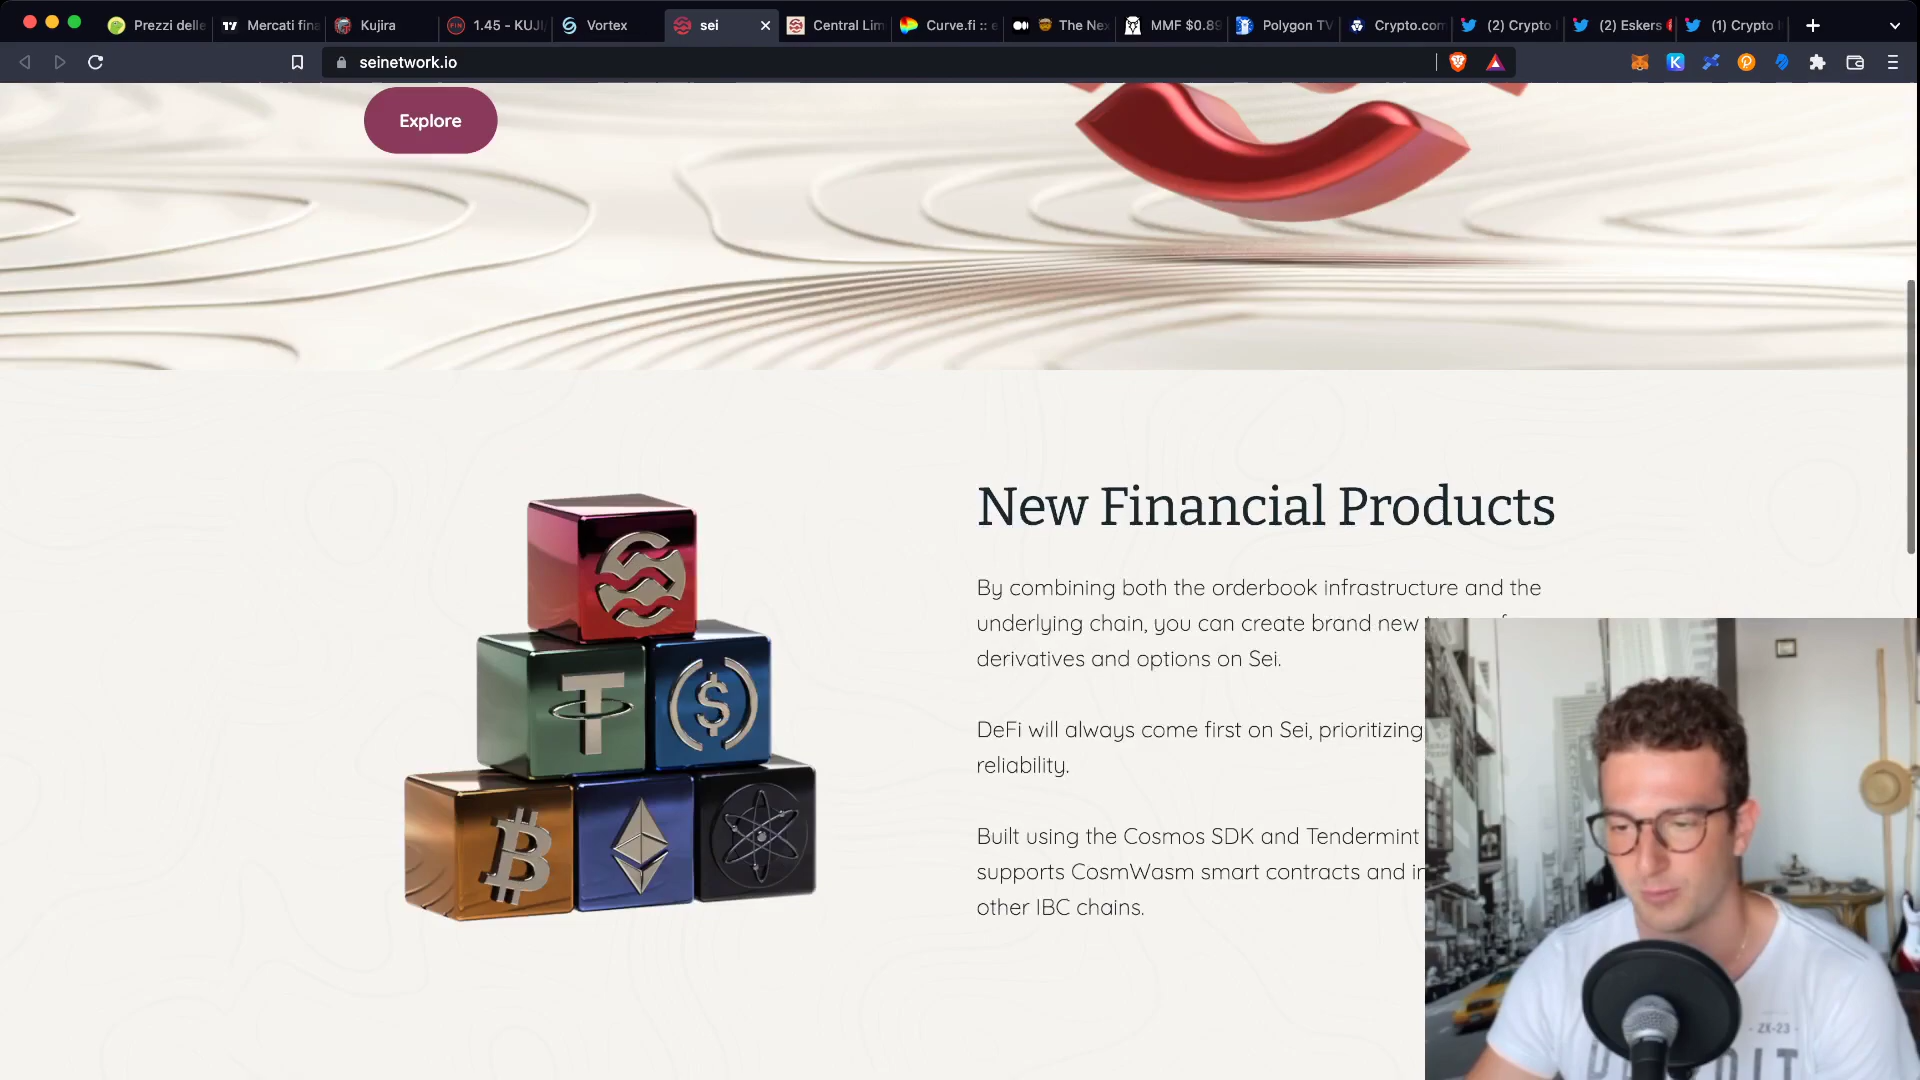 Prezzi delle
Mercati fina
Kujira
1.45 - KUJI
Vortex
sei
Central Lim
Curve.fi :: e
The Nex
MMF $0.89
Polygon TV
Crypto.com
(2) Crypto
(2) Eskers
(1) Crypto
seinetwork.io
Explore
New Financial Products
By combining both the orderbook infrastructure and the
underlying chain, you can create brand new
derivatives and options on Sei.
DeFi will always come first on Sei, prioritizing
reliability.
Built using the Cosmos SDK and Tendermint
supports CosmWasm smart contracts and in
other IBC chains.
- ZX-23 -